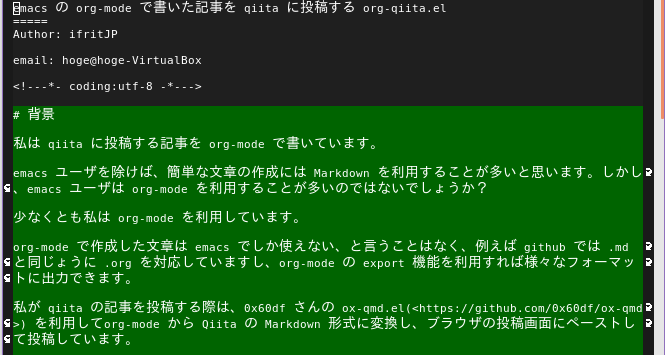 emacs の org-mode で書いた記事を qiita に投稿する org-qiita.el
=====
Author: ifritJP
email: hoge@hoge-VirtualBox
<!---*- coding:utf-8 -*--->
# 背景
私は qiita に投稿する記事を org-mode で書いています。
emacs ユーザを除けば、簡単な文章の作成には Markdown を利用することが多いと思います。しかし
、emacs ユーザは org-mode を利用することが多いのではないでしょうか？
少なくとも私は org-mode を利用しています。
org-mode で作成した文章は emacs でしか使えない、と言うことはなく、例えば github では .md
と同じように .org を対応していますし、org-mode の export 機能を利用すれば様々なフォーマッ
トに出力できます。
私が qiita の記事を投稿する際は、0x60df さんの ox-qmd.el(<https://github.com/0x60df/ox-qmd
>) を利用してorg-mode から Qiita の Markdown 形式に変換し、ブラウザの投稿画面にペーストし
て投稿しています。